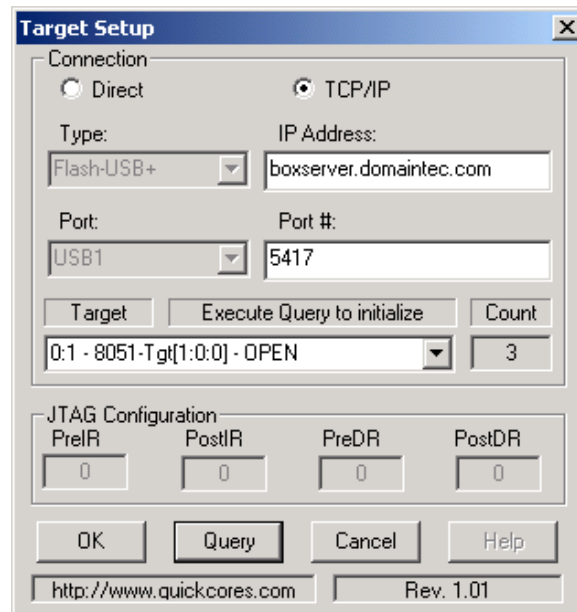 Target Setup
Connection
Direct TCP/IP
Type: IP Address:
Flash-USB+ boxserver.domaintec.com
Port: Port #:
USB1 5417
Target Execute Query to initialize Count
0:1 - 8051-Tgt[1:0:0] - OPEN 3
JTAG Configuration
PreIR PostIR PreDR PostDR
0 0 0 0
OK Query Cancel Help
http://www.quickcores.com Rev. 1.01